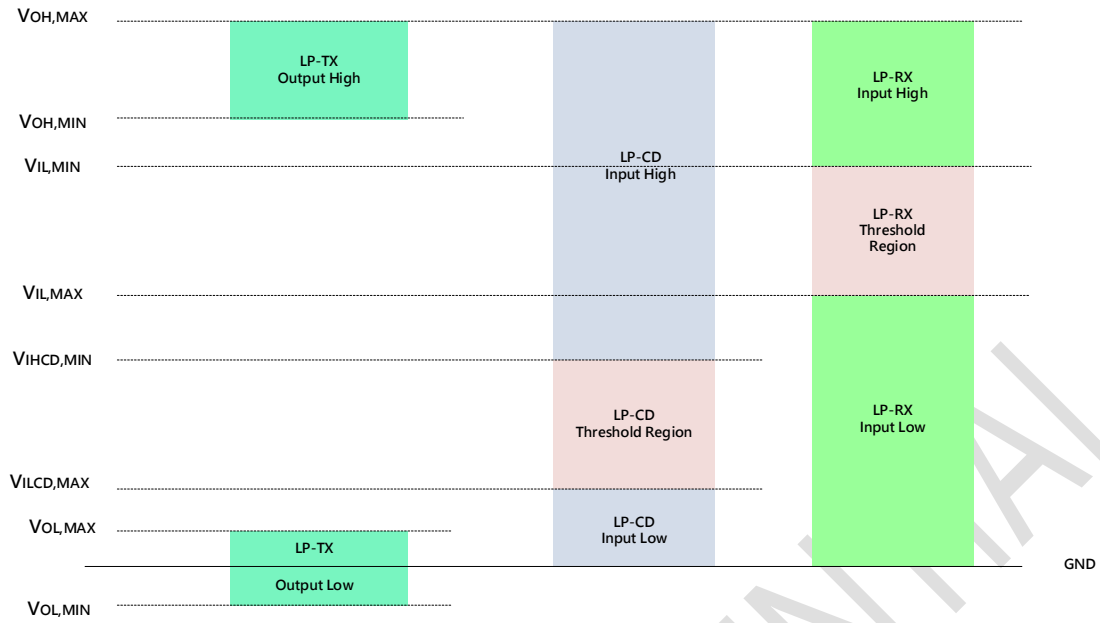 VOH,MAX
LP-TX
Output High
LP-RX
Input High
VOH,MIN
VIL,MIN
LP-CD
Input High
LP-RX
Threshold
Region
VIL,MAX
VIHCD,MIN
LP-CD
Threshold Region
LP-RX
Input Low
VILCD,MAX
VOL,MAX
LP-CD
Input Low
LP-TX
Output Low
GND
VOL,MIN